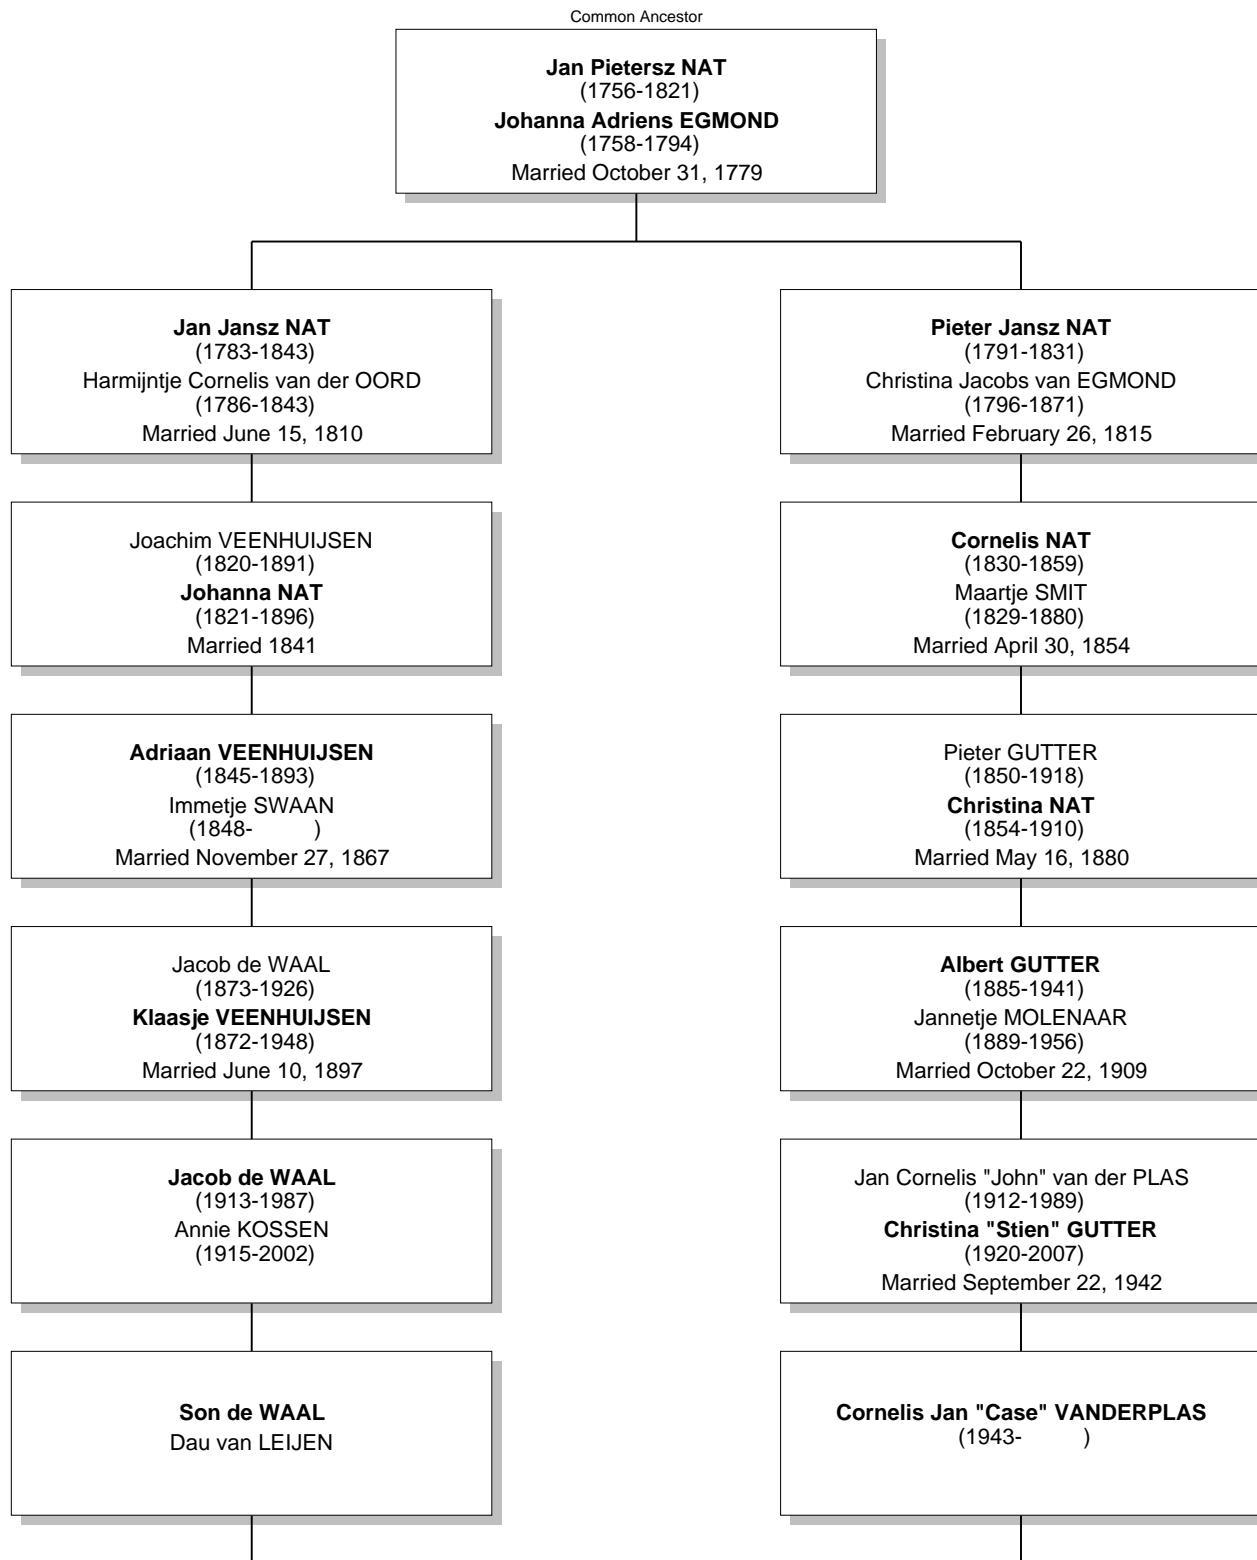 Common Ancestor
Jan Pietersz NAT
(1756-1821)
Johanna Adriens EGMOND
(1758-1794)
Married October 31, 1779
Jan Jansz NAT
(1783-1843)
Harmijntje Cornelis van der OORD
(1786-1843)
Married June 15, 1810
Pieter Jansz NAT
(1791-1831)
Christina Jacobs van EGMOND
(1796-1871)
Married February 26, 1815
Joachim VEENHUIJSEN
(1820-1891)
Johanna NAT
(1821-1896)
Married 1841
Cornelis NAT
(1830-1859)
Maartje SMIT
(1829-1880)
Married April 30, 1854
Adriaan VEENHUIJSEN
(1845-1893)
Immetje SWAAN
(1848- )
Married November 27, 1867
Pieter GUTTER
(1850-1918)
Christina NAT
(1854-1910)
Married May 16, 1880
Jacob de WAAL
(1873-1926)
Klaasje VEENHUIJSEN
(1872-1948)
Married June 10, 1897
Albert GUTTER
(1885-1941)
Jannetje MOLENAAR
(1889-1956)
Married October 22, 1909
Jacob de WAAL
(1913-1987)
Annie KOSSEN
(1915-2002)
Jan Cornelis "John" van der PLAS
(1912-1989)
Christina "Stien" GUTTER
(1920-2007)
Married September 22, 1942
Son de WAAL
Dau van LEIJEN
Cornelis Jan "Case" VANDERPLAS
(1943- )